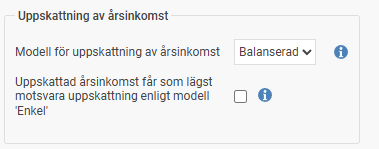 Uppskattning av årsinkomst
Modell för uppskattning av årsinkomst Balanserad
Uppskattad årsinkomst får som lägst
motsvara uppskattning enligt modell
'Enkel'